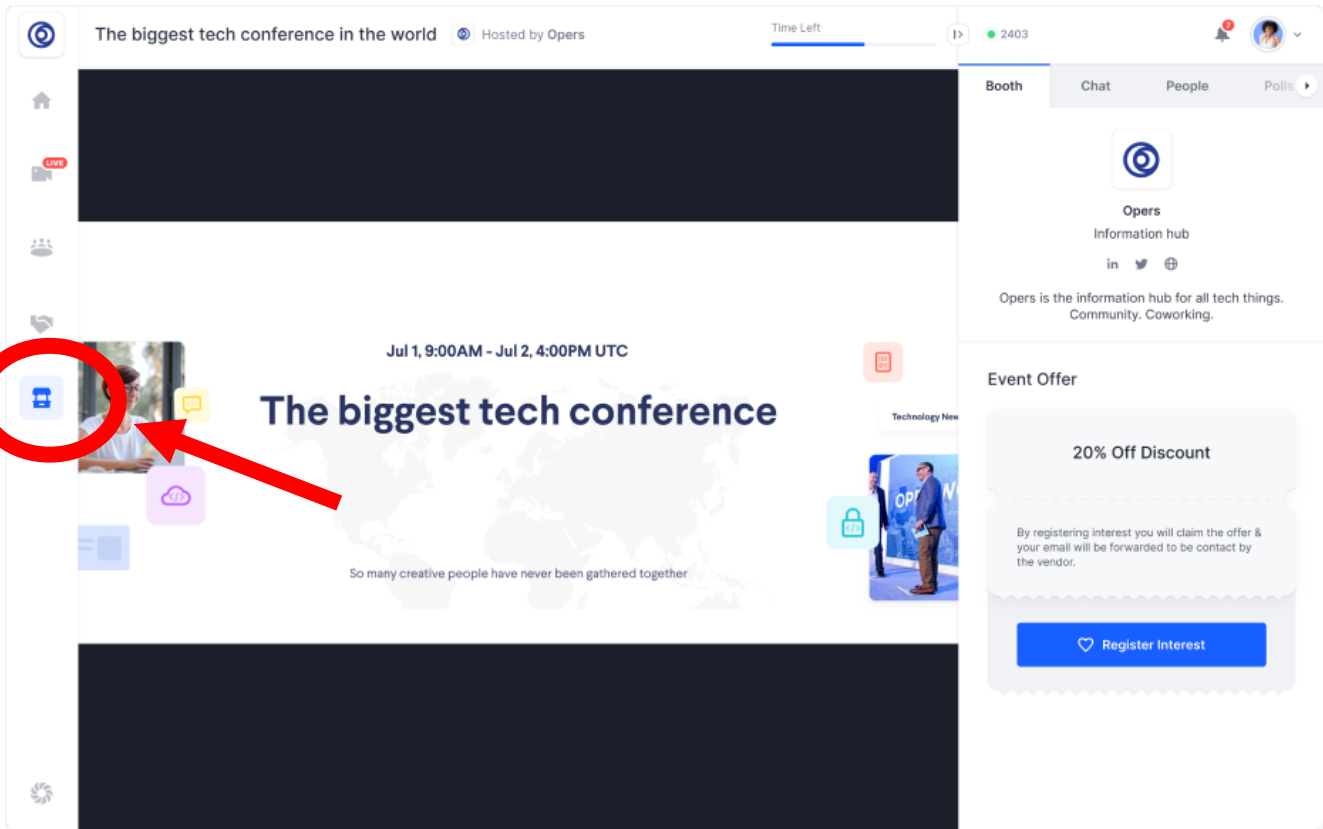 The biggest tech conference in the world
Hosted by Opers
Time Left
2403
7
LIVE
Booth
Chat
People
Polls
Opers
Information hub
in
Opers is the information hub for all tech things.
Community. Coworking.
Jul 1, 9:00AM - Jul 2, 4:00PM UTC
The biggest tech conference
Technology New
OPE
So many creative people have never been gathered together
Event Offer
20% Off Discount
By registering interest you will claim the offer &
your email will be forwarded to be contact by
the vendor.
Register Interest